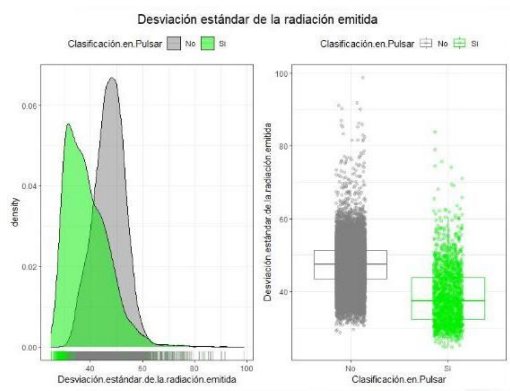 Desviación estándar de la radiación emitida
Clasificación.en.Pulsar No Si
Clasificación.en.Pulsar No Si
density
0.06
0.04
0.02
0.00
40 60 80 100
Desviación.estándar.de.la.radiación.emitida
Desviación.estándar.de.la.radiación.emitida
100
80
60
40
No Si
Clasificación.en.Pulsar